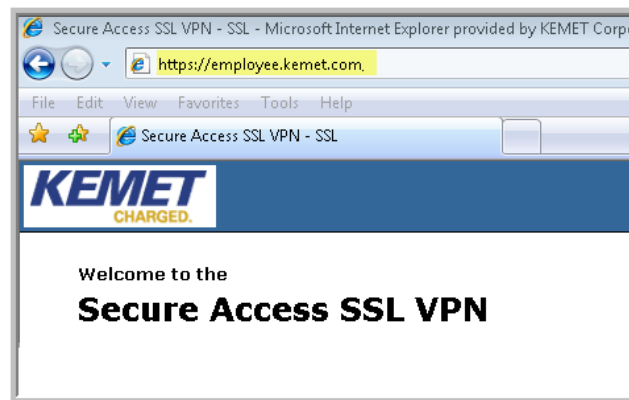 Secure Access SSL VPN - SSL - Microsoft Internet Explorer provided by KEMET Corp
https://employee.kemet.com,
File Edit View Favorites Tools Help
Secure Access SSL VPN - SSL
KEMET
CHARGED.
Welcome to the
Secure Access SSL VPN